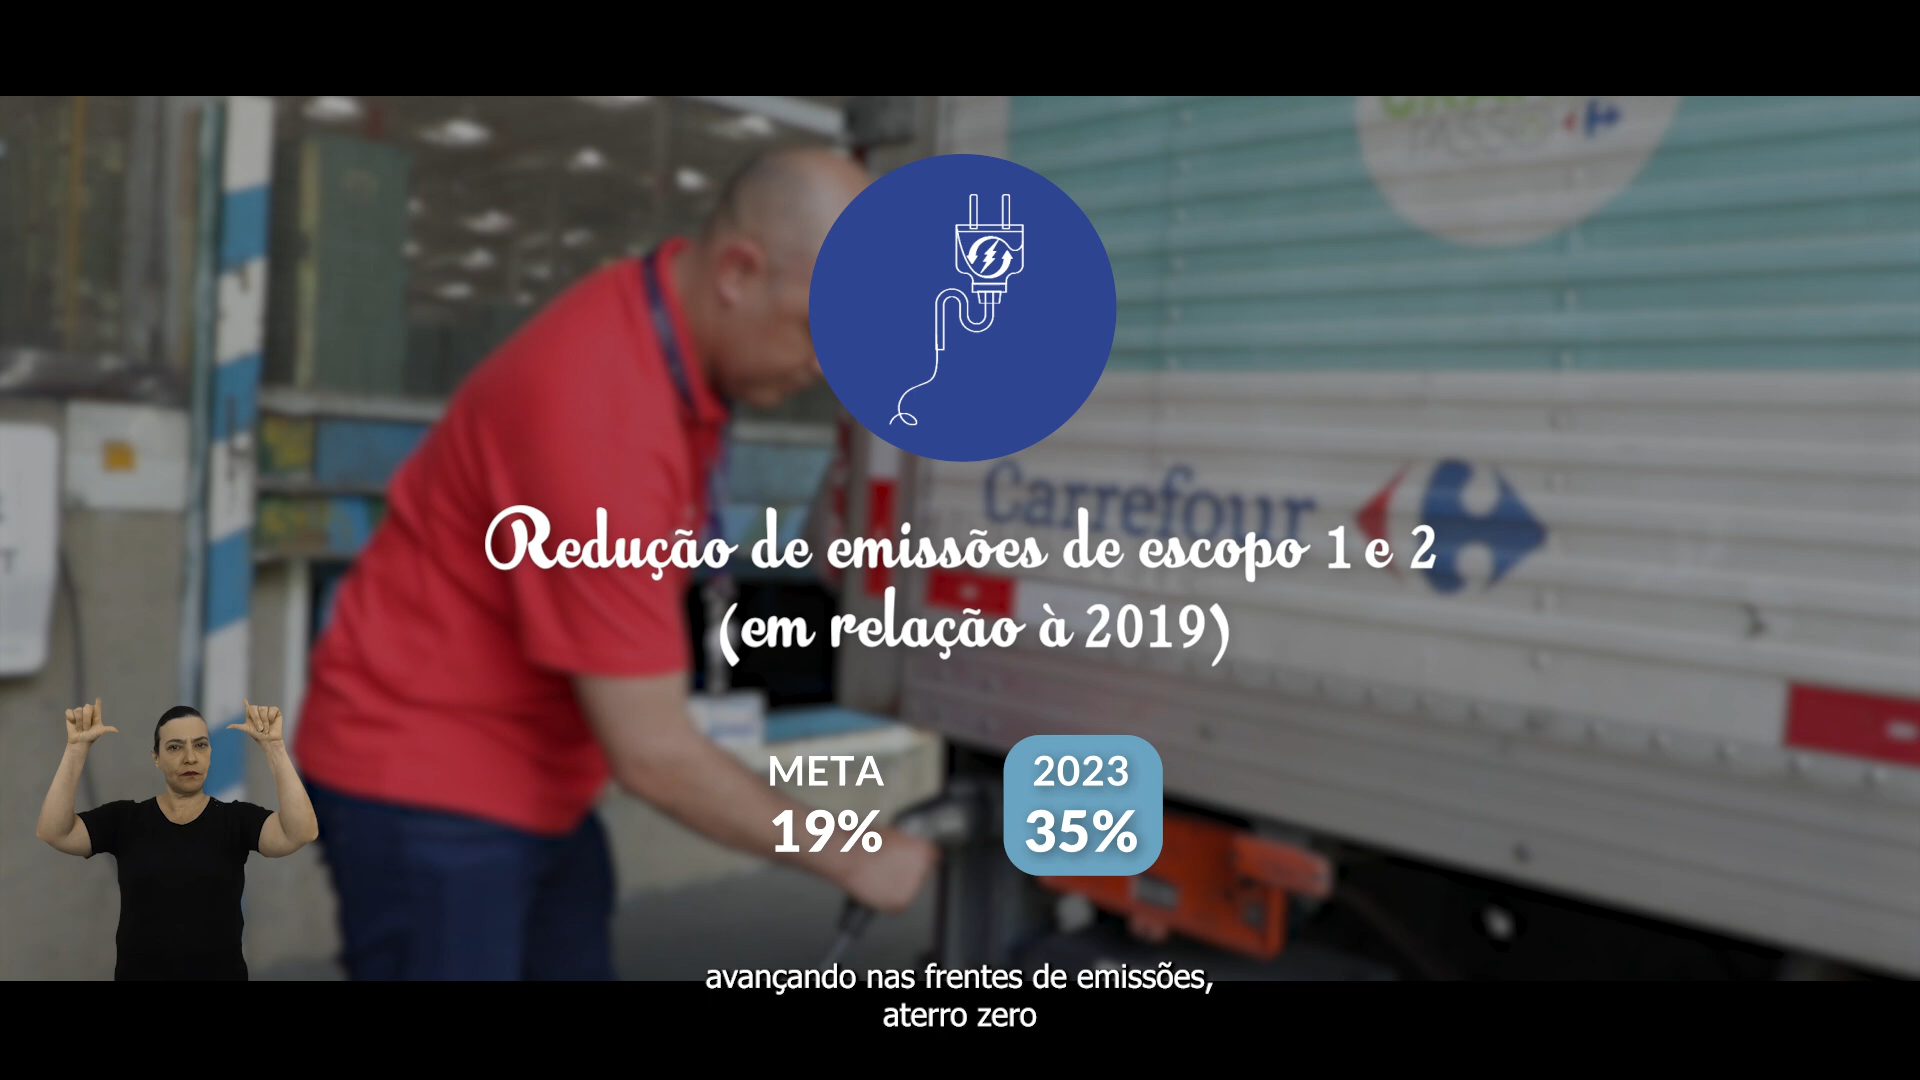 Carrefour
Redução de emissões de escopo 1 e 2
(em relação à 2019)
META
19%
2023
35%
avançando nas frentes de emissões,
aterro zero